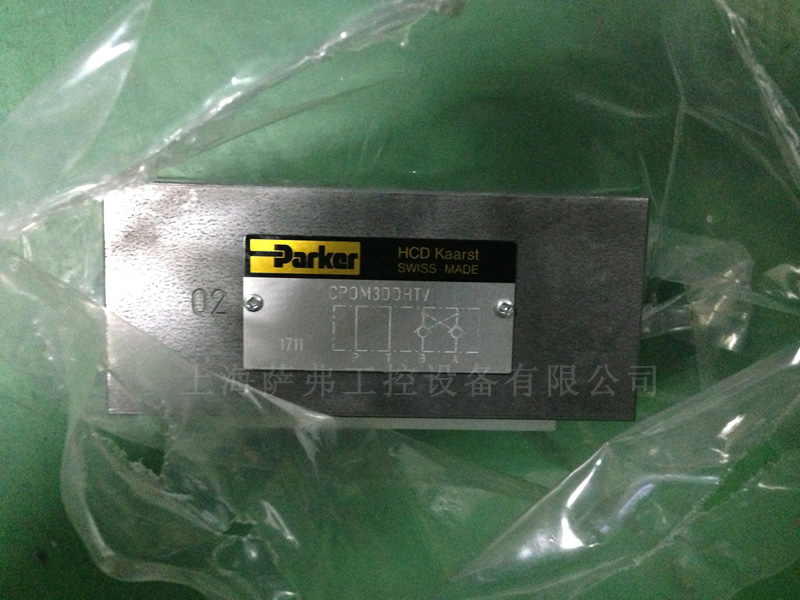 Parker
HCD Kaarst
SWISS MADE
CPOM3DDHTV
02
1711
P T B A
上海萨弗工控设备有限公司